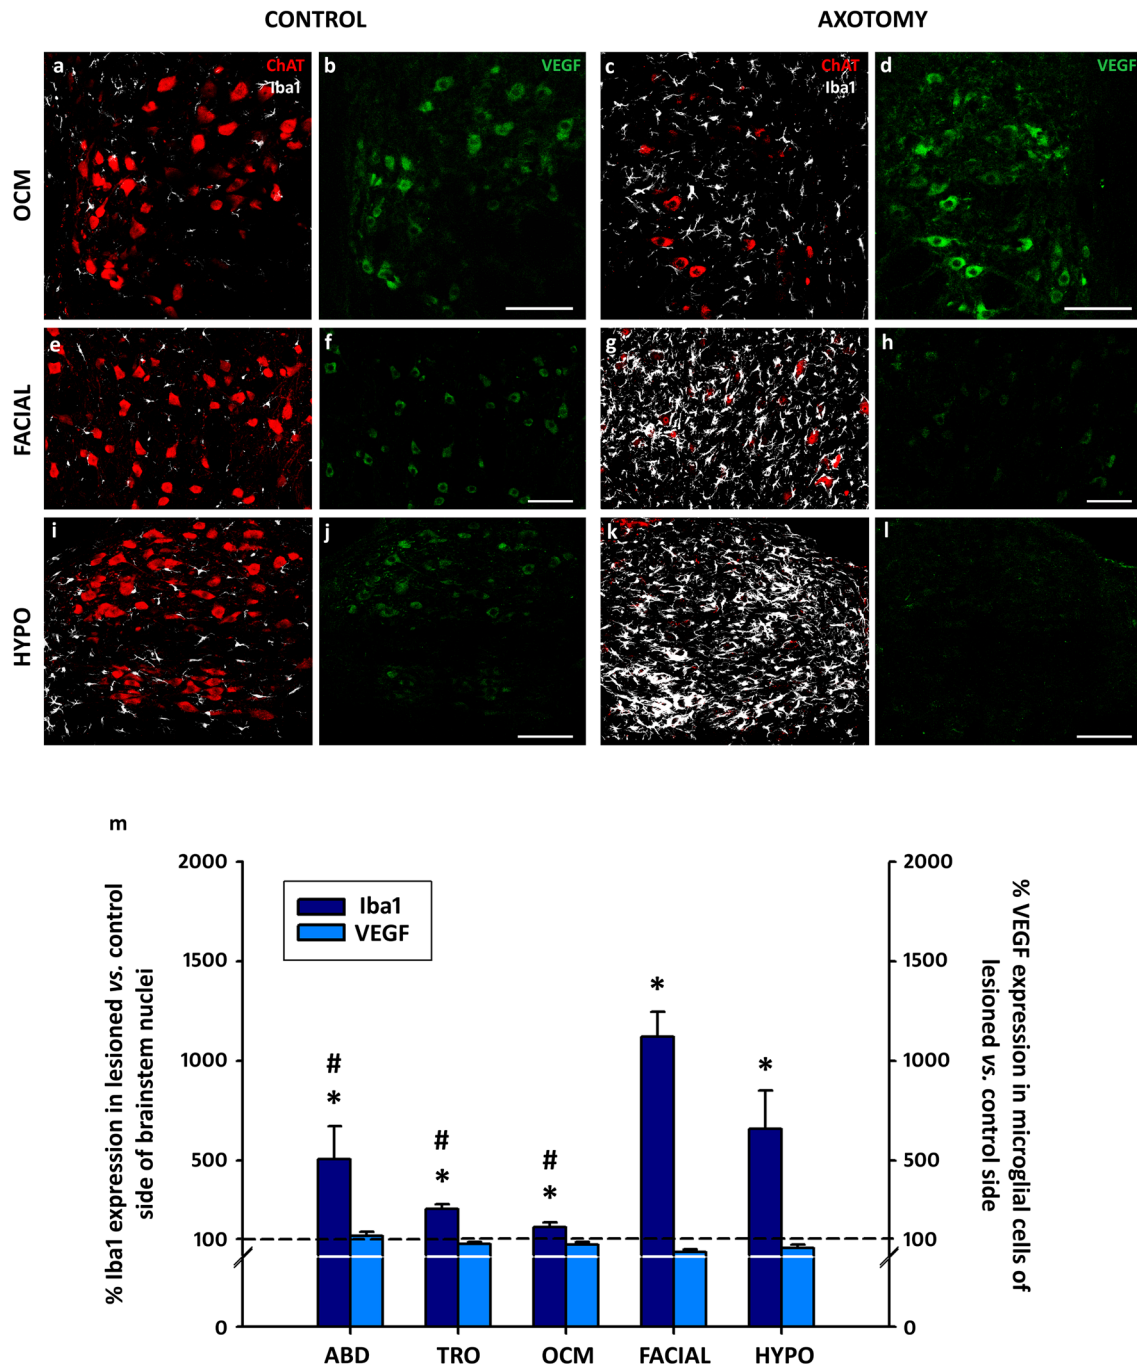 CONTROL AXOTOMY
a ChAT Iba1 b VEGF c ChAT Iba1 d VEGF
OCM
e f g h
FACIAL
i j k l
HYPO
m
% Iba1 expression in lesioned vs. control
side of brainstem nuclei
2000
1500
1000
500
100
0
Iba1
VEGF
# * # * # * * *
ABD TRO OCM FACIAL HYPO
2000
1500
1000
500
100
0
% VEGF expression in microglial cells of
lesioned vs. control side